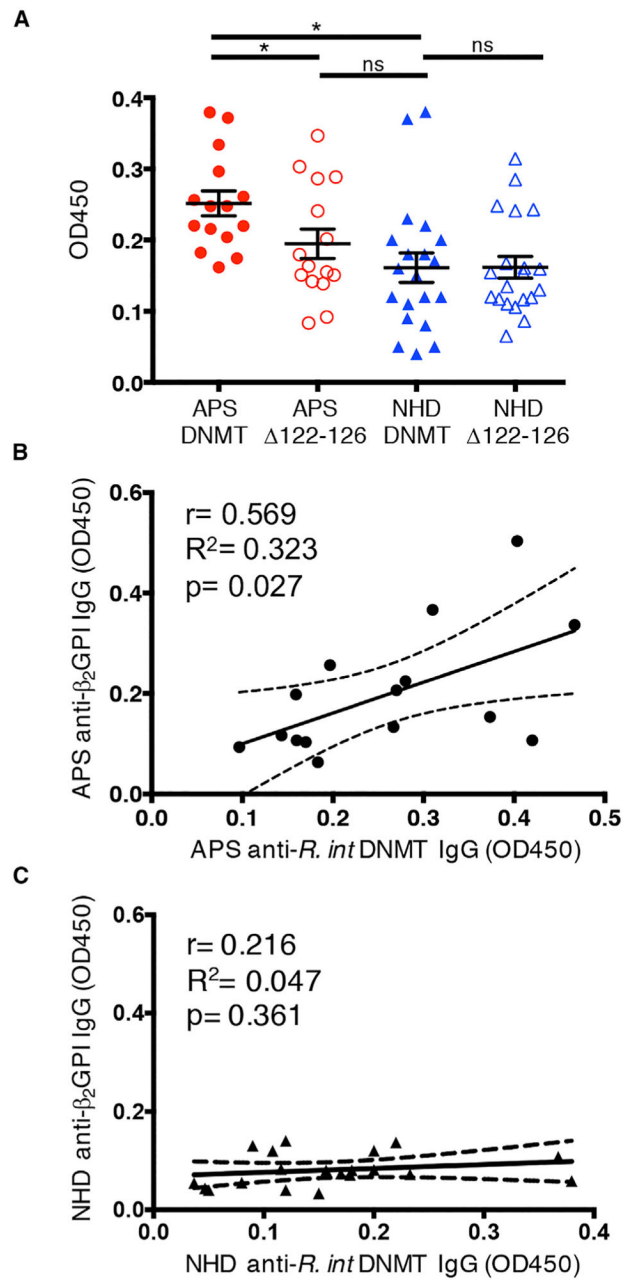 A
*
*
ns
ns
0.4
0.3
0.2
0.1
0.0
OD450
APS DNMT
APS Δ122-126
NHD DNMT
NHD Δ122-126
B
r= 0.569
R²= 0.323
p= 0.027
0.6
0.4
0.2
0.0
APS anti-β₂GPI IgG (OD450)
0.0 0.1 0.2 0.3 0.4 0.5
APS anti-R. int DNMT IgG (OD450)
C
r= 0.216
R²= 0.047
p= 0.361
0.6
0.4
0.2
0.0
NHD anti-β₂GPI IgG (OD450)
0.0 0.1 0.2 0.3 0.4
NHD anti-R. int DNMT IgG (OD450)